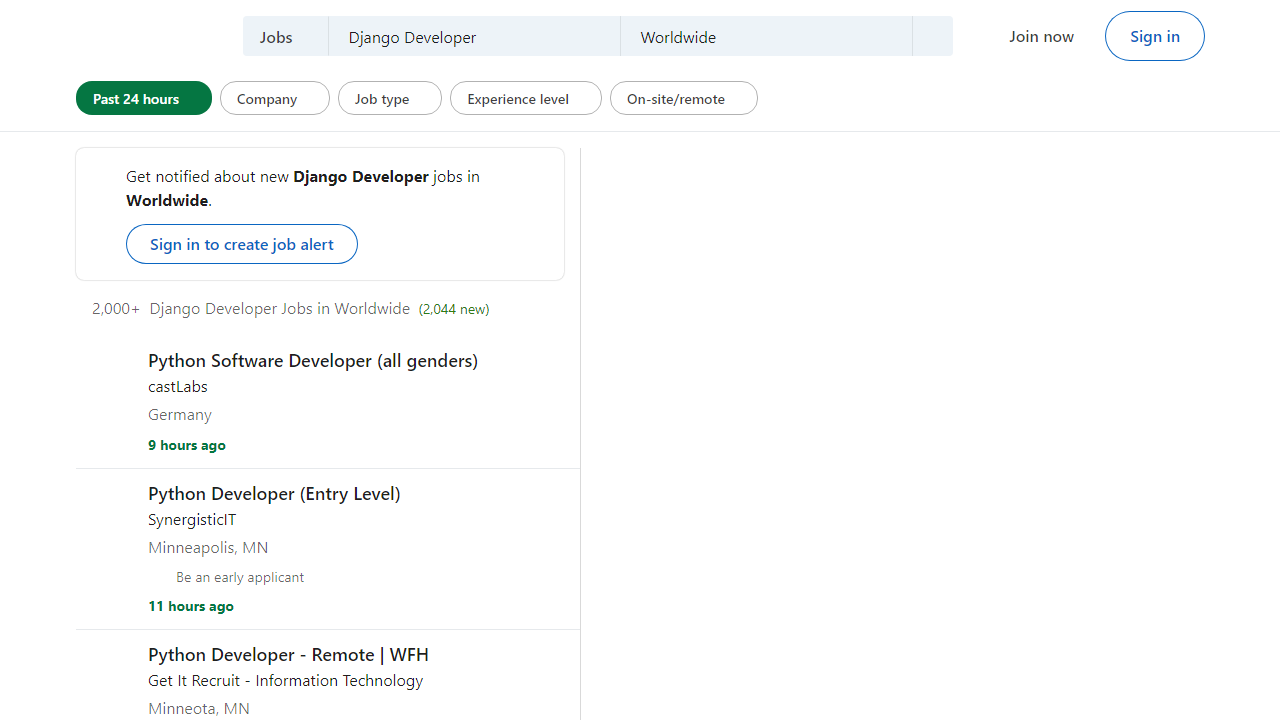 Jobs Django Developer Worldwide Join now Sign in
Past 24 hours Company Job type Experience level On-site/remote
Get notified about new Django Developer jobs in
Worldwide.
Sign in to create job alert
2,000+ Django Developer Jobs in Worldwide (2,044 new)
Python Software Developer (all genders)
castLabs
Germany
9 hours ago
Python Developer (Entry Level)
SynergisticIT
Minneapolis, MN
Be an early applicant
11 hours ago
Python Developer - Remote | WFH
Get It Recruit - Information Technology
Minneota, MN